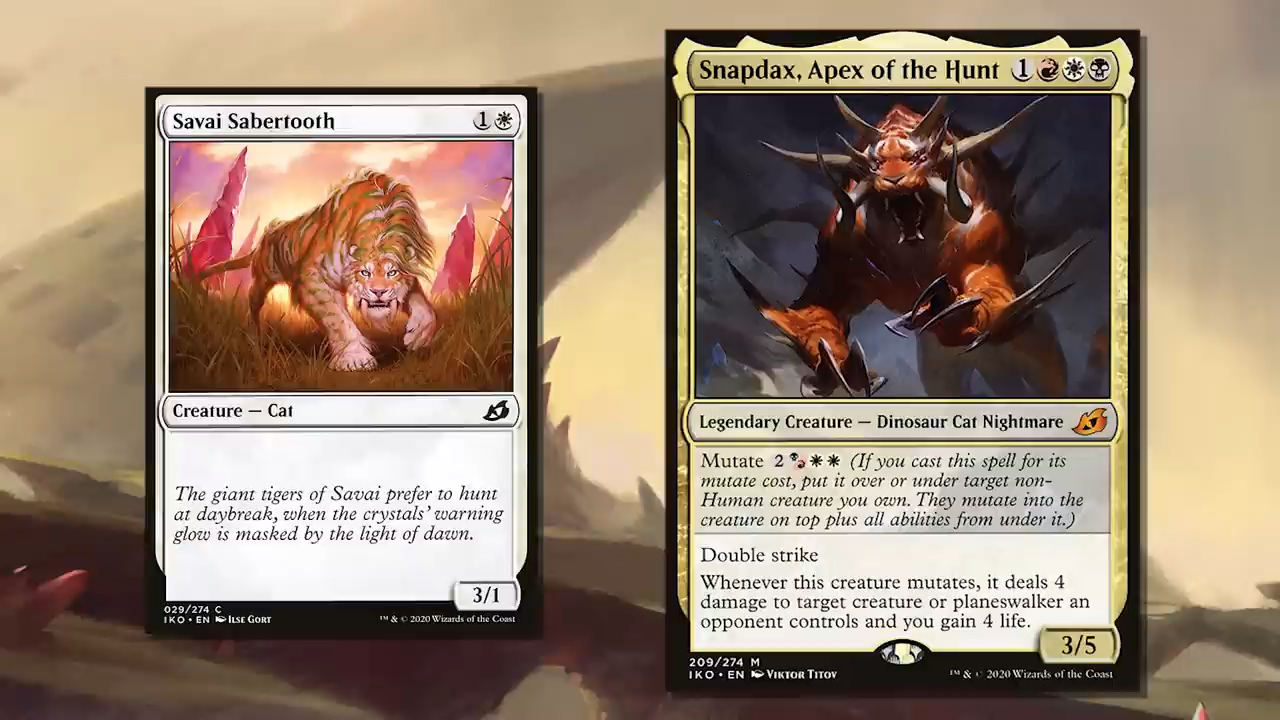 Savai Sabertooth 1
Creature — Cat
The giant tigers of Savai prefer to hunt
at daybreak, when the crystals' warning
glow is masked by the light of dawn.
3/1
029/274 C
IKO • EN Ilse Gort
™ & © 2020 Wizards of the Coast
Snapdax, Apex of the Hunt 1
Legendary Creature — Dinosaur Cat Nightmare
Mutate 2 (If you cast this spell for its
mutate cost, put it over or under target non-
Human creature you own. They mutate into the
creature on top plus all abilities from under it.)
Double strike
Whenever this creature mutates, it deals 4
damage to target creature or planeswalker an
opponent controls and you gain 4 life.
3/5
209/274 M
IKO • EN Viktor Titov
™ & © 2020 Wizards of the Coast